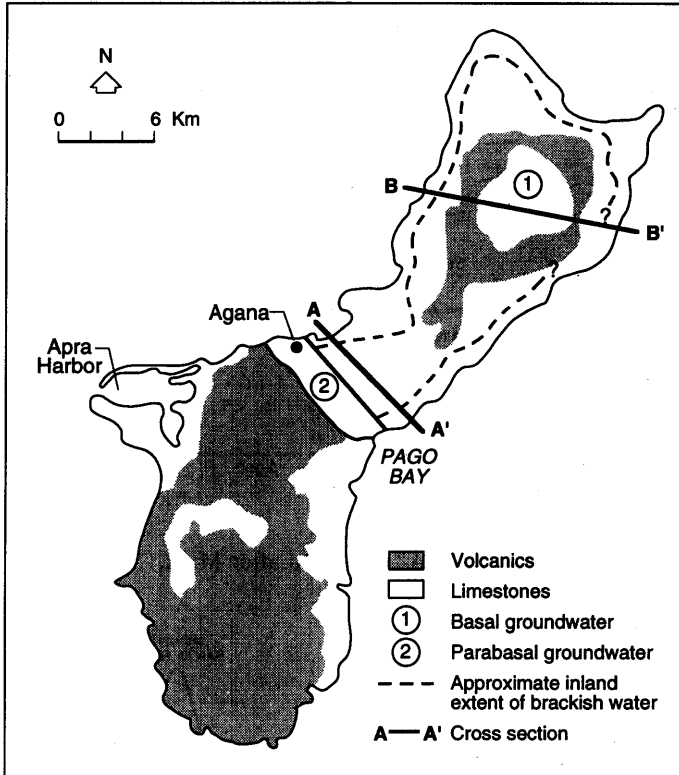 N
0 6 Km
1
B
?
B'
?
Agana
A
Apra
Harbor
2
A'
PAGO
BAY
Volcanics
Limestones
1 Basal groundwater
2 Parabasal groundwater
Approximate inland
extent of brackish water
A A' Cross section